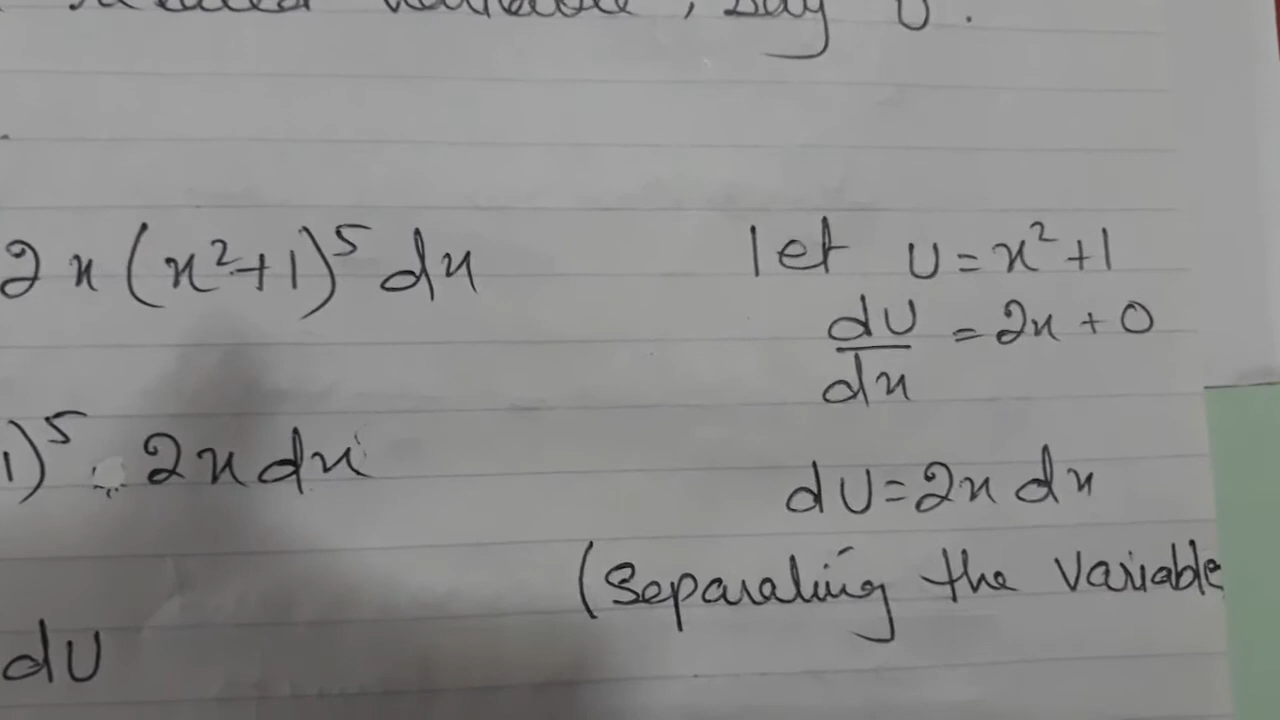 , say U.
2x(x²+1)⁵ dx
let U = x²+1
dU/dx = 2x + 0
1)⁵ . 2x dx
dU = 2x dx
(Separating the Variable
dU